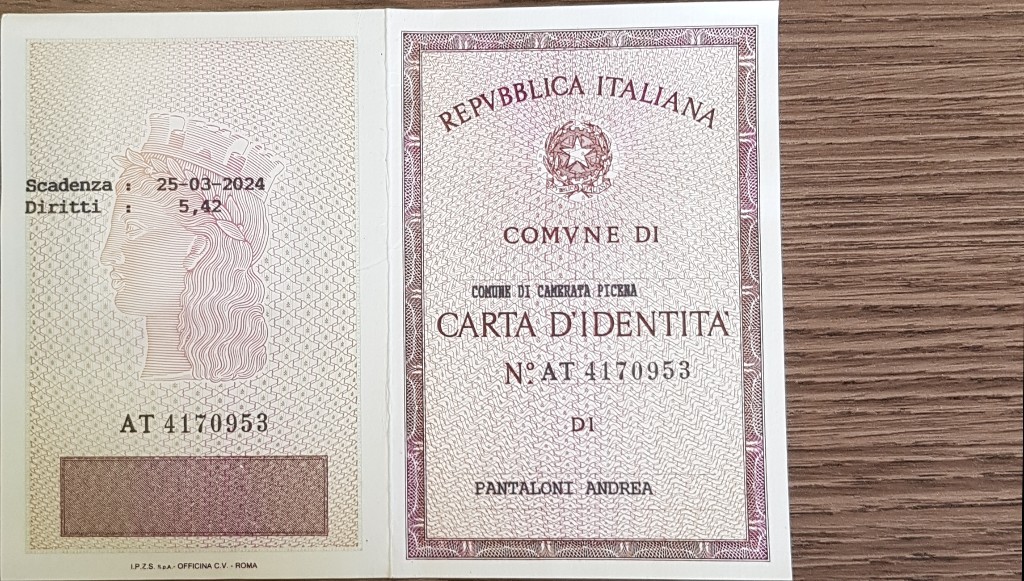 Scadenza : 25-03-2024
Diritti : 5,42
AT 4170953
I.P.Z.S. S.p.A. - OFFICINA C.V. - ROMA
REPVBBLICA ITALIANA
COMVNE DI
COMUNE DI CAMERATA PICENA
CARTA D'IDENTITA'
N° AT 4170953
DI
PANTALONI ANDREA